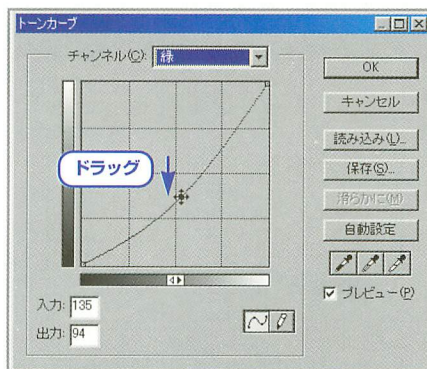 トーンカーブ
チャンネル(C): 緑
OK
キャンセル
読み込み(L)...
保存(S)...
滑らかに(M)
自動設定
ドラッグ
プレビュー(P)
入力: 135
出力: 94